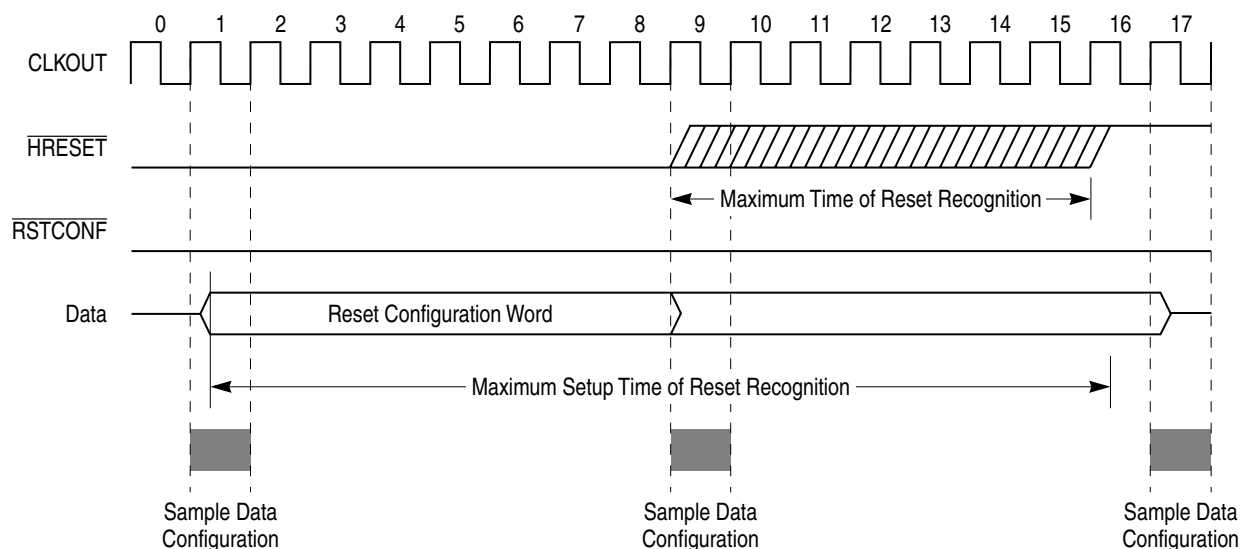 0 1 2 3 4 5 6 7 8 9 10 11 12 13 14 15 16 17
CLKOUT
HRESET
Maximum Time of Reset Recognition
RSTCONF
Data
Reset Configuration Word
Maximum Setup Time of Reset Recognition
Sample Data
Configuration
Sample Data
Configuration
Sample Data
Configuration